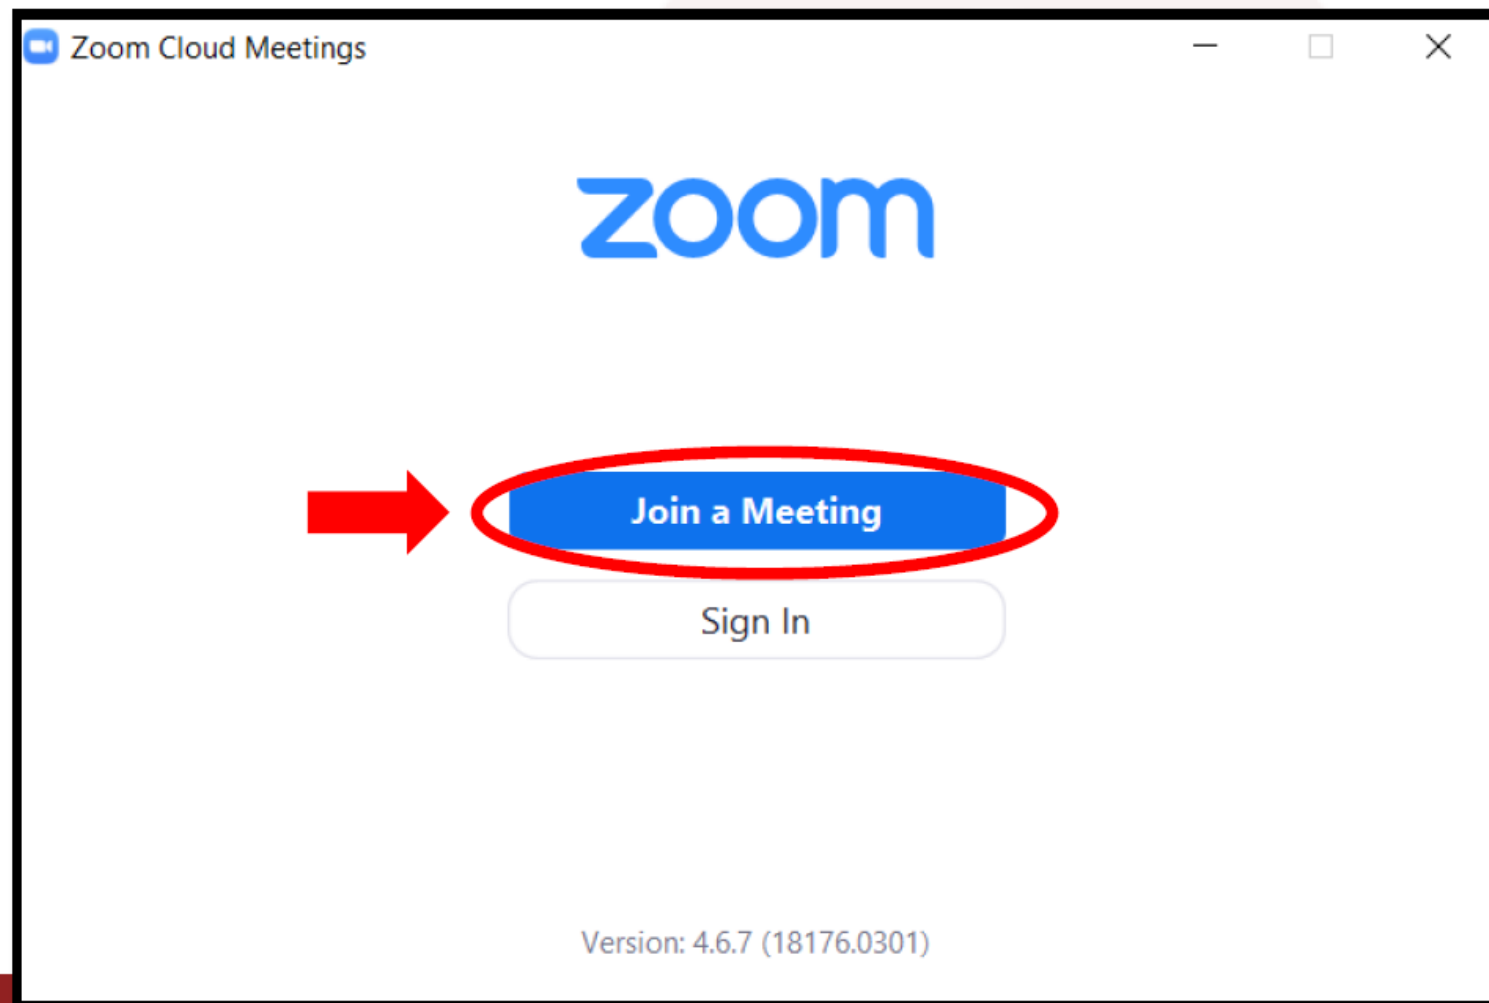 Zoom Cloud Meetings
zoom
Join a Meeting
Sign In
Version: 4.6.7 (18176.0301)